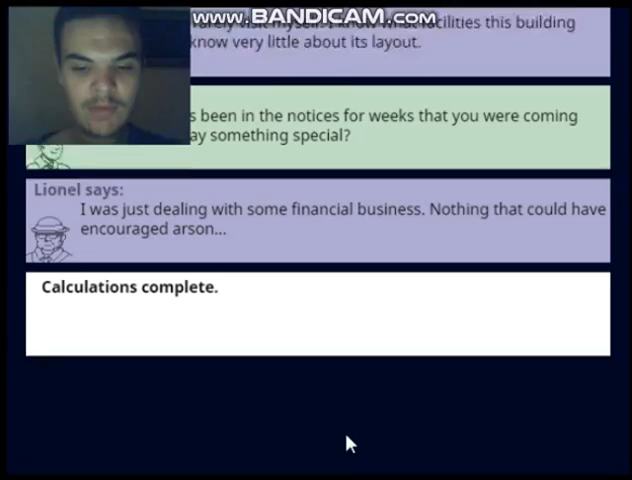 www.BANDICAM.com
facilities this building
know very little about its layout.
s been in the notices for weeks that you were coming
ay something special?
Lionel says:
I was just dealing with some financial business. Nothing that could have
encouraged arson...
Calculations complete.